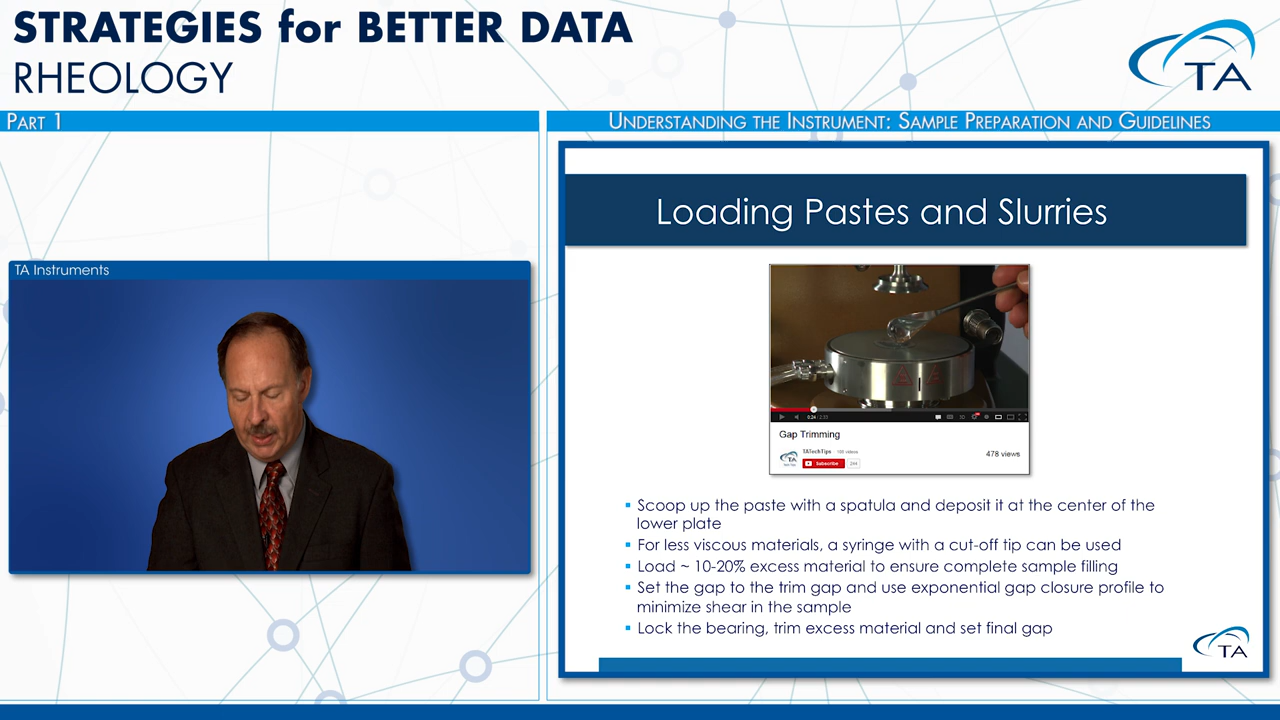 STRATEGIES for BETTER DATA
RHEOLOGY
TA
PART 1
UNDERSTANDING THE INSTRUMENT: SAMPLE PREPARATION AND GUIDELINES
TA Instruments
Loading Pastes and Slurries
Gap Trimming
TATechTips
Subscribe
478 views
▪ Scoop up the paste with a spatula and deposit it at the center of the
lower plate
▪ For less viscous materials, a syringe with a cut-off tip can be used
▪ Load ~ 10-20% excess material to ensure complete sample filling
▪ Set the gap to the trim gap and use exponential gap closure profile to
minimize shear in the sample
▪ Lock the bearing, trim excess material and set final gap
TA